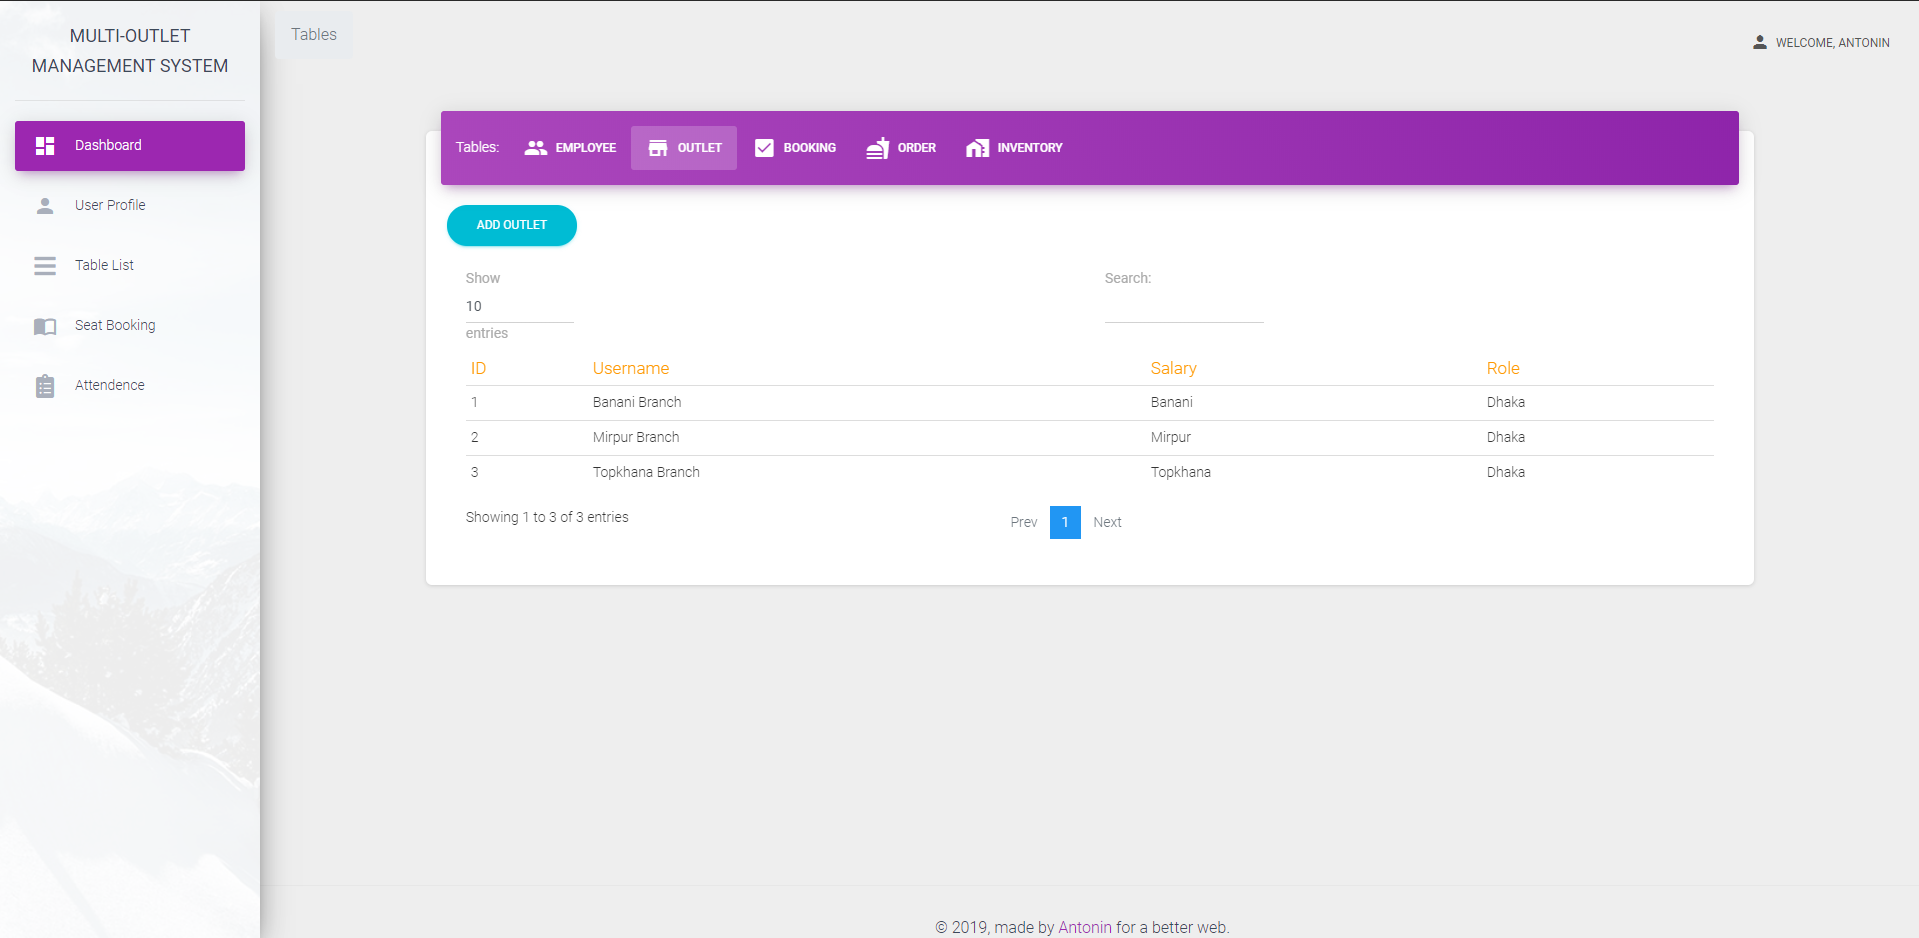 MULTI-OUTLET
MANAGEMENT SYSTEM
Dashboard
User Profile
Table List
Seat Booking
Attendence
Tables
WELCOME, ANTONIN
Tables: EMPLOYEE OUTLET BOOKING ORDER INVENTORY
ADD OUTLET
Show
10
entries
Search:
ID Username Salary Role
1 Banani Branch Banani Dhaka
2 Mirpur Branch Mirpur Dhaka
3 Topkhana Branch Topkhana Dhaka
Showing 1 to 3 of 3 entries
Prev 1 Next
© 2019, made by Antonin for a better web.